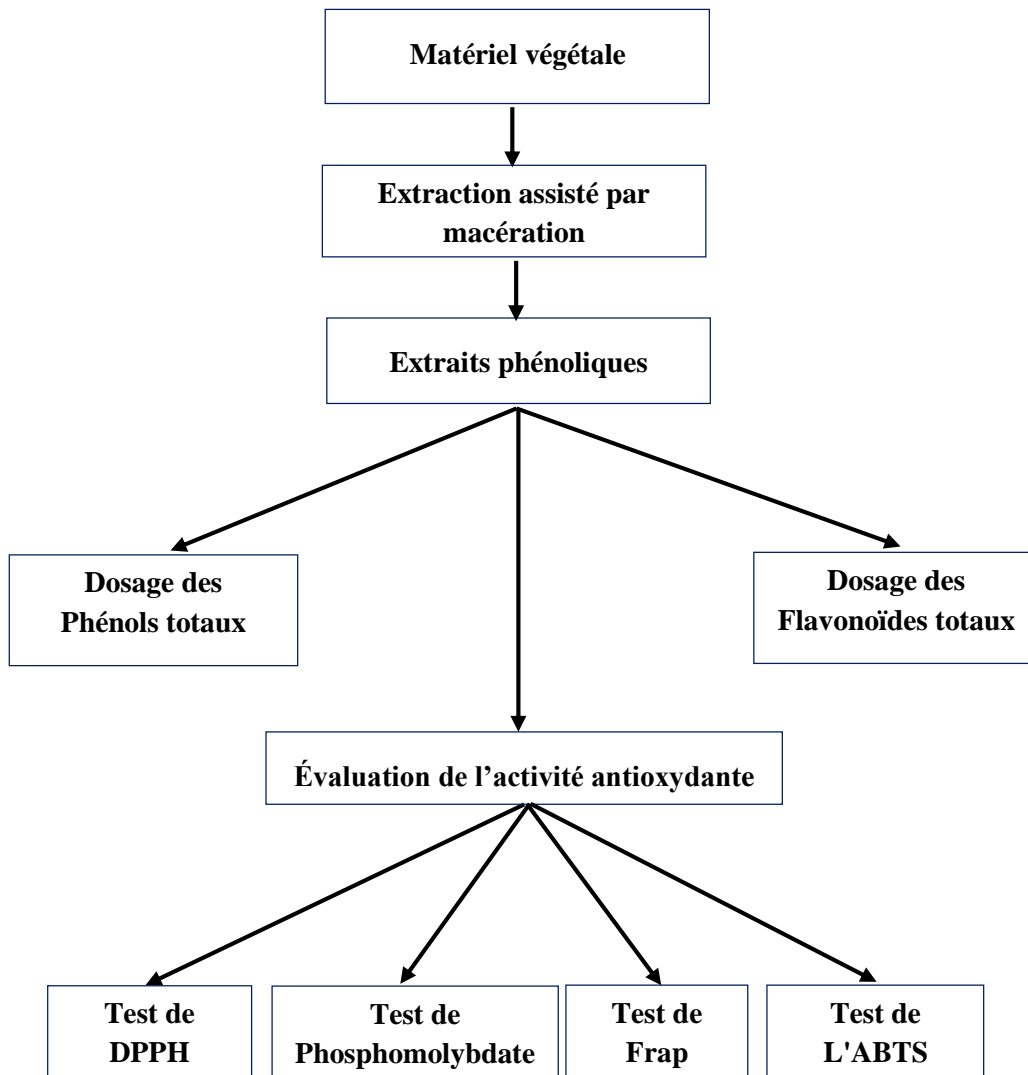 Matériel végétale
Extraction assisté par
macération
Extraits phénoliques
Dosage des
Phénols totaux
Dosage des
Flavonoïdes totaux
Évaluation de l’activité antioxydante
Test de
DPPH
Test de
Phosphomolybdate
Test de
Frap
Test de
L'ABTS